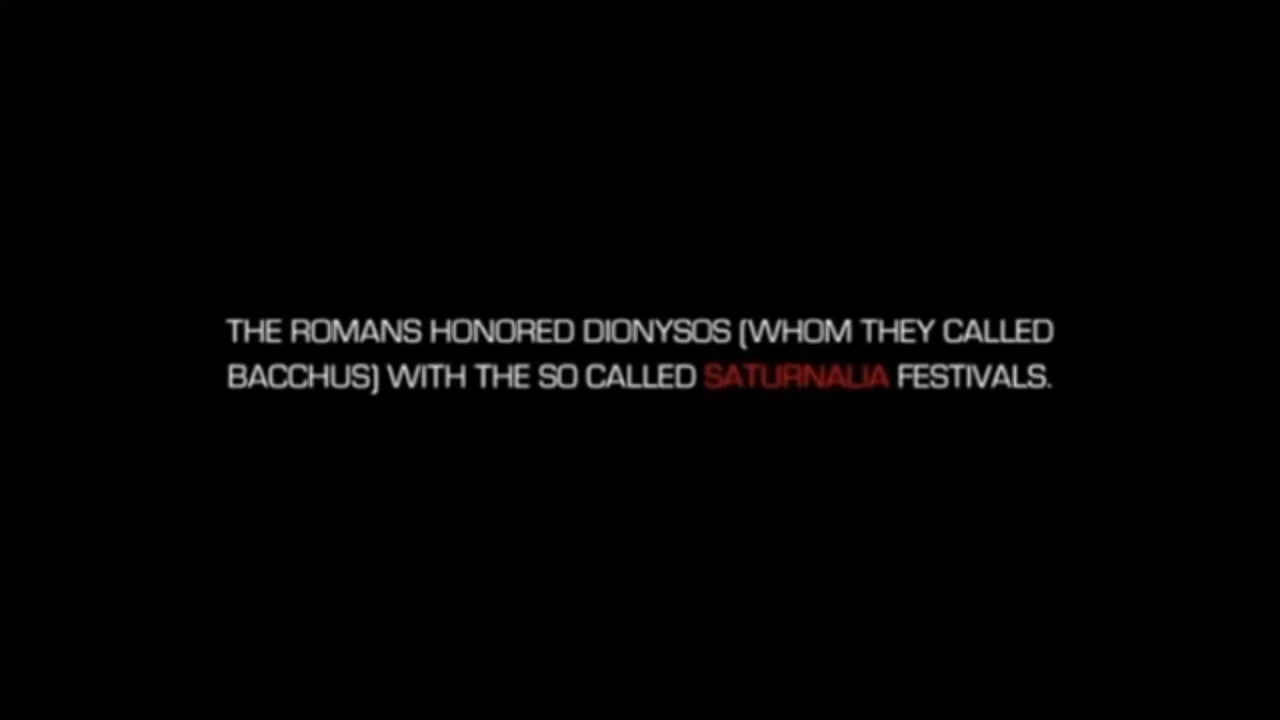 THE ROMANS HONORED DIONYSOS (WHOM THEY CALLED
BACCHUS) WITH THE SO CALLED SATURNALIA FESTIVALS.